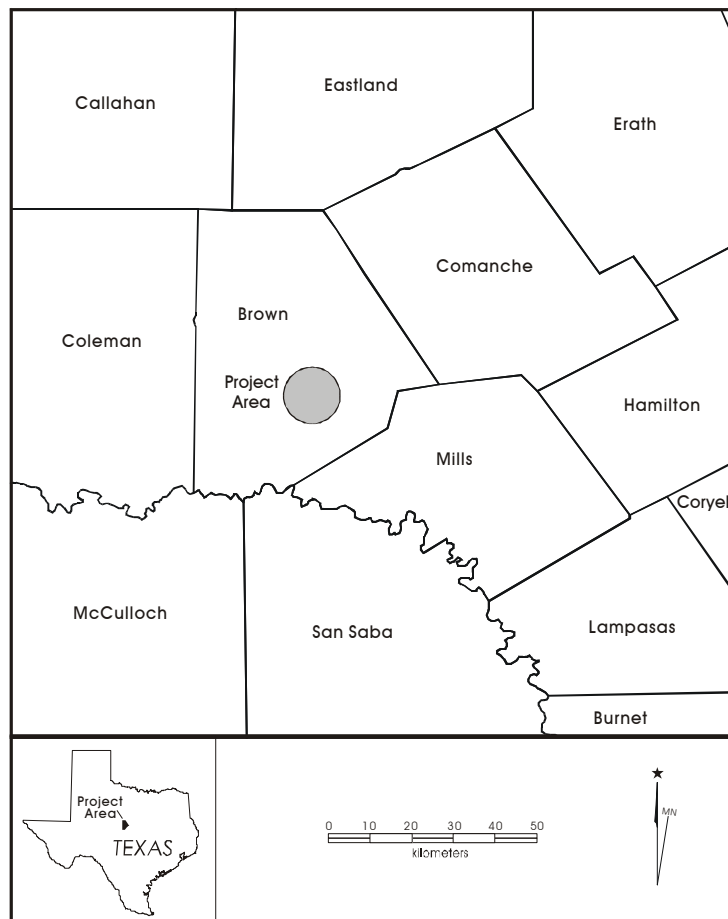 Callahan
Eastland
Erath
Comanche
Brown
Coleman
Project
Area
Hamilton
Mills
Coryel
McCulloch
San Saba
Lampasas
Burnet
Project
Area
TEXAS
0 10 20 30 40 50
kilometers
MN